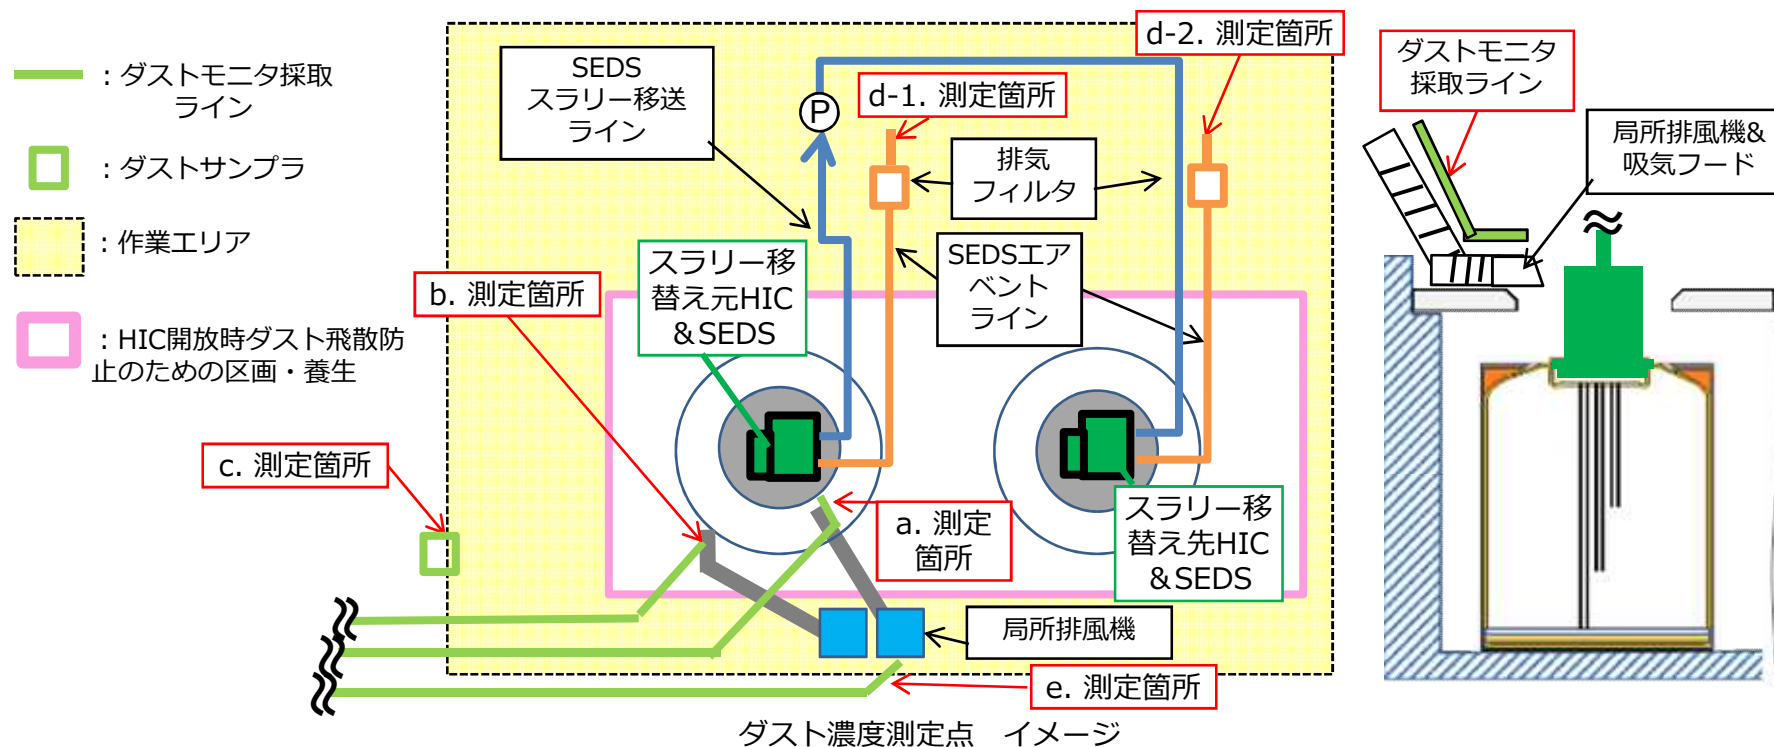 ：ダストモニタ採取
ライン
：ダストサンプラ
：作業エリア
：HIC開放時ダスト飛散防
止のための区画・養生
SEDS
スラリー移送
ライン
P
d-1. 測定箇所
d-2. 測定箇所
排気
フィルタ
SEDSエア
ベント
ライン
スラリー移
替え元HIC
＆SEDS
b. 測定箇所
c. 測定箇所
a. 測定
箇所
スラリー移
替え先HIC
＆SEDS
局所排風機
e. 測定箇所
ダストモニタ
採取ライン
局所排風機&
吸気フード
ダスト濃度測定点　イメージ